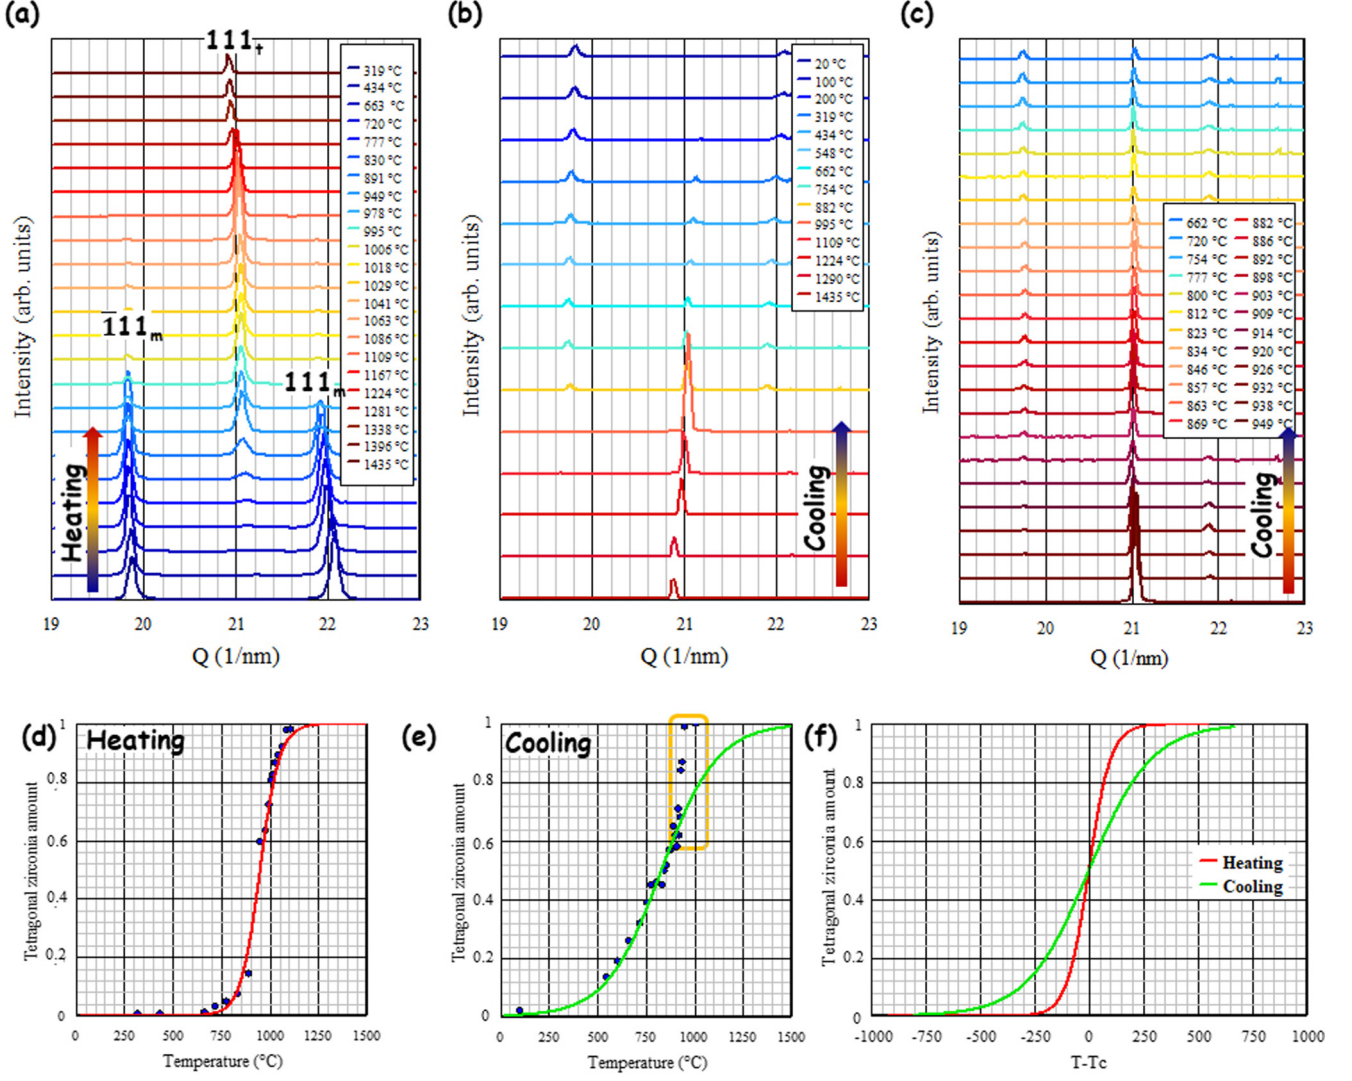 (a)
111t
319 °C
434 °C
663 °C
720 °C
777 °C
830 °C
891 °C
949 °C
978 °C
995 °C
1006 °C
1018 °C
1029 °C
1041 °C
1063 °C
1086 °C
1109 °C
1167 °C
1224 °C
1281 °C
1338 °C
1396 °C
1435 °C
1̅11m
111m
Heating
Intensity (arb. units)
19 20 21 22 23
Q (1/nm)
(b)
20 °C
100 °C
200 °C
319 °C
434 °C
548 °C
662 °C
754 °C
882 °C
995 °C
1109 °C
1224 °C
1290 °C
1435 °C
Cooling
Intensity (arb. units)
19 20 21 22 23
Q (1/nm)
(c)
662 °C 882 °C
720 °C 886 °C
754 °C 892 °C
777 °C 898 °C
800 °C 903 °C
812 °C 909 °C
823 °C 914 °C
834 °C 920 °C
846 °C 926 °C
857 °C 932 °C
863 °C 938 °C
869 °C 949 °C
Cooling
Intensity (arb. units)
19 20 21 22 23
Q (1/nm)
(d)
Heating
Tetragonal zirconia amount
1
0.8
0.6
0.4
0.2
0
0 250 500 750 1000 1250 1500
Temperature (°C)
(e)
Cooling
Tetragonal zirconia amount
1
0.8
0.6
0.4
0.2
0
0 250 500 750 1000 1250 1500
Temperature (°C)
(f)
Tetragonal zirconia amount
1
0.8
0.6
0.4
0.2
0
Heating
Cooling
-1000 -750 -500 -250 0 250 500 750 1000
T-Tc